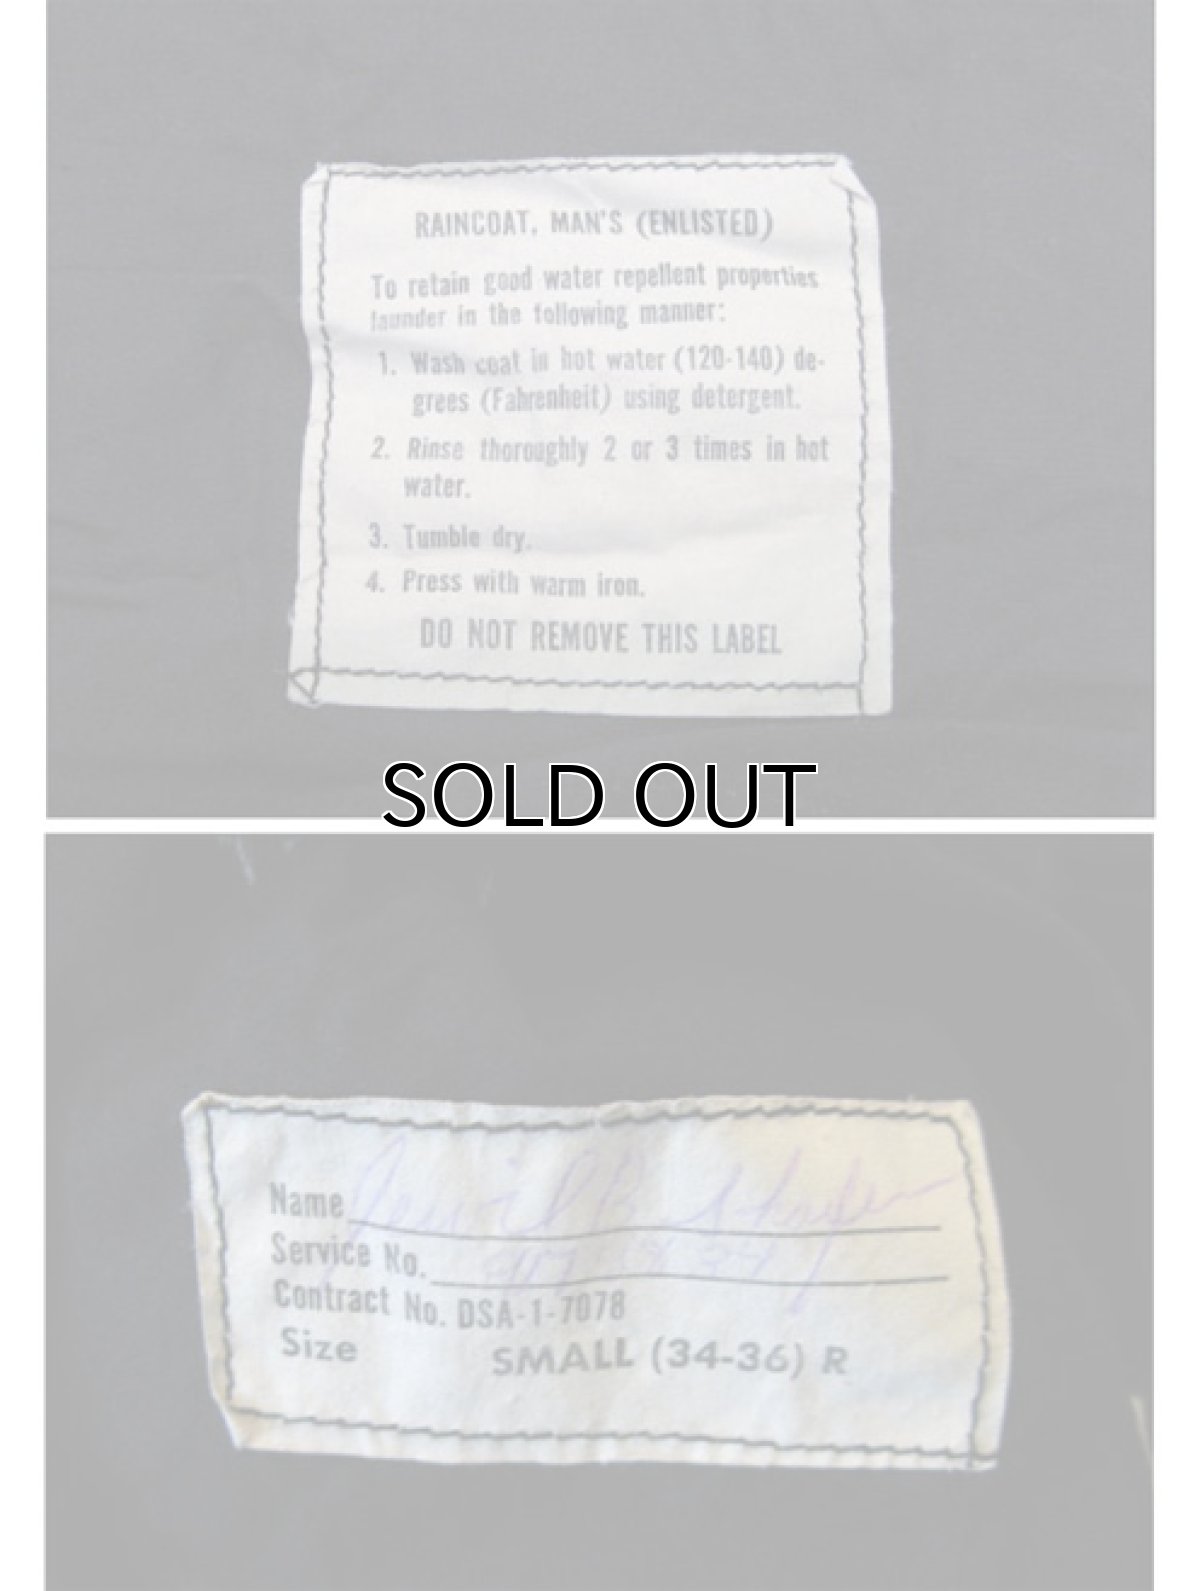 RAINCOAT, MAN'S (ENLISTED)
To retain good water repellent properties
launder in the following manner:
1. Wash coat in hot water (120-140) de-
grees (Fahrenheit) using detergent.
2. Rinse thoroughly 2 or 3 times in hot
water.
3. Tumble dry.
4. Press with warm iron.
DO NOT REMOVE THIS LABEL
SOLD OUT
Name
Service No.
Contract No. DSA-1-7078
Size SMALL (34-36) R